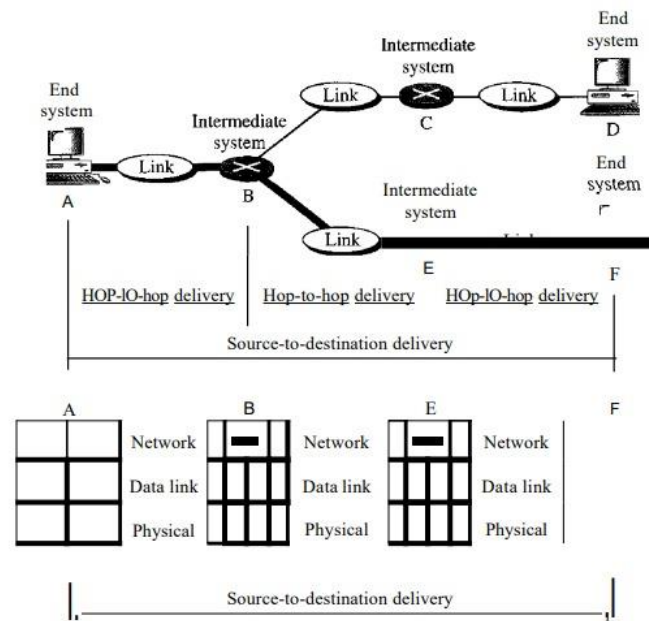 End
system
Intermediate
system
Link
C
Link
End
system
D
End
system
A
Link
Intermediate
system
B
Link
Intermediate
system
E
End
system
F
HOP-lO-hop delivery
Hop-to-hop delivery
HOp-lO-hop delivery
Source-to-destination delivery
A
B
E
F
Network
Network
Network
Data link
Data link
Data link
Physical
Physical
Physical
Source-to-destination delivery